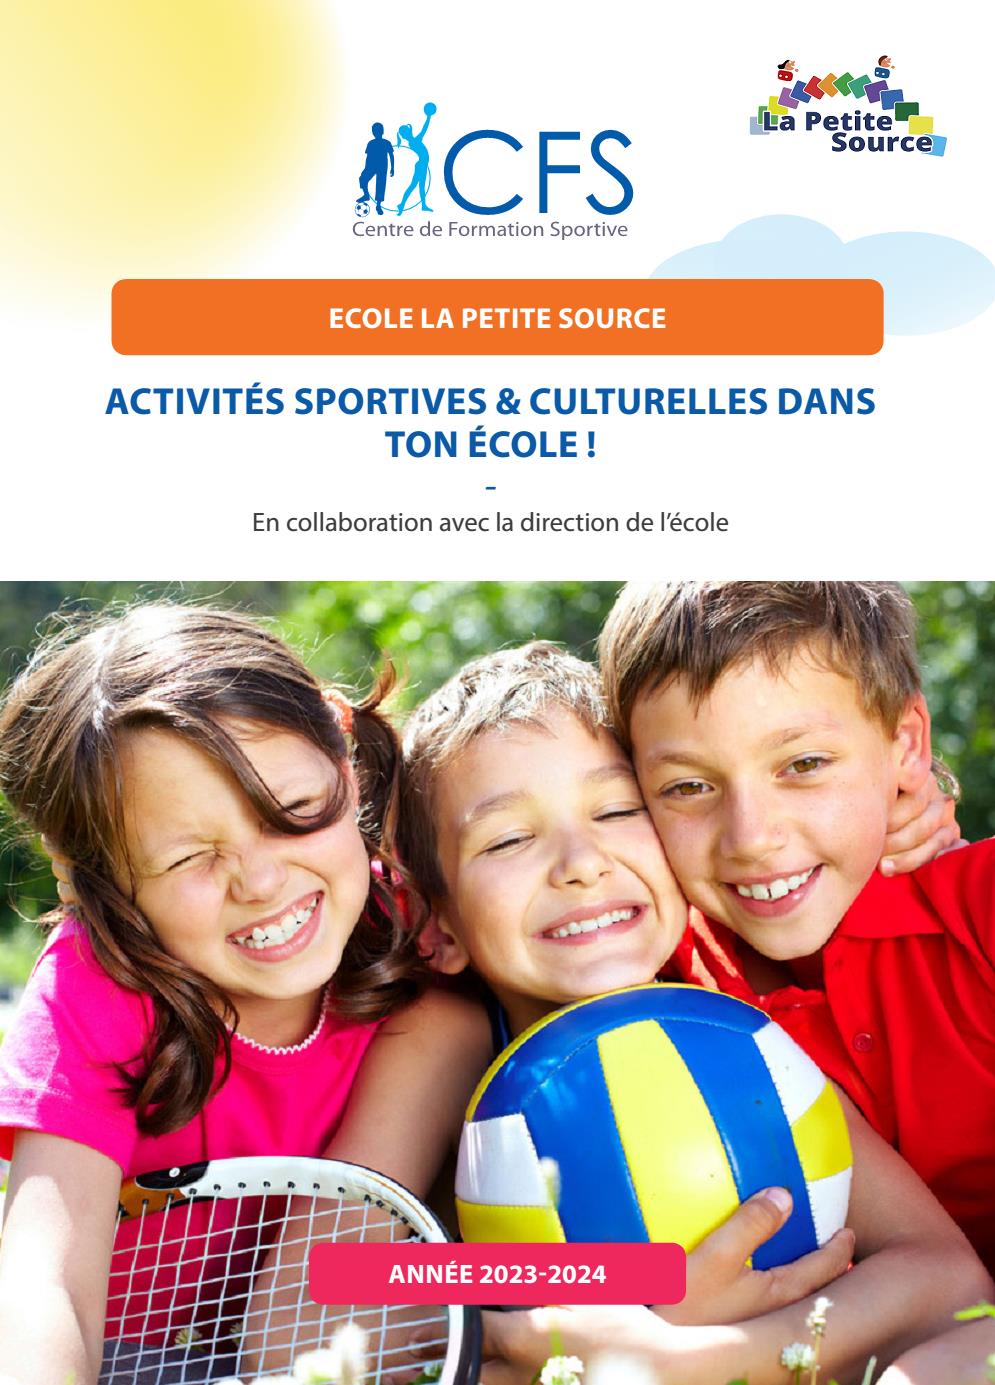 La Petite
Source
CFS
Centre de Formation Sportive
ECOLE LA PETITE SOURCE
ACTIVITÉS SPORTIVES & CULTURELLES DANS
TON ÉCOLE !
-
En collaboration avec la direction de l’école
ANNÉE 2023-2024